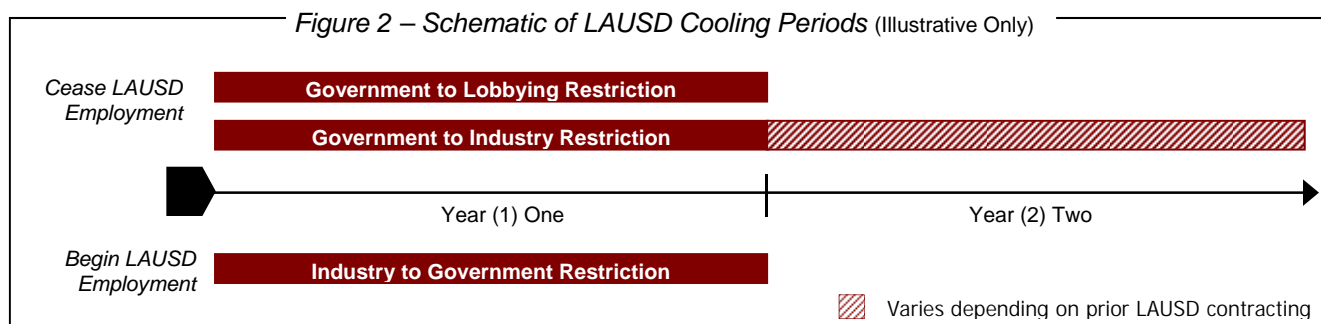 Figure 2 – Schematic of LAUSD Cooling Periods (Illustrative Only)
Cease LAUSD
Employment
Government to Lobbying Restriction
Government to Industry Restriction
Year (1) One
Year (2) Two
Begin LAUSD
Employment
Industry to Government Restriction
Varies depending on prior LAUSD contracting